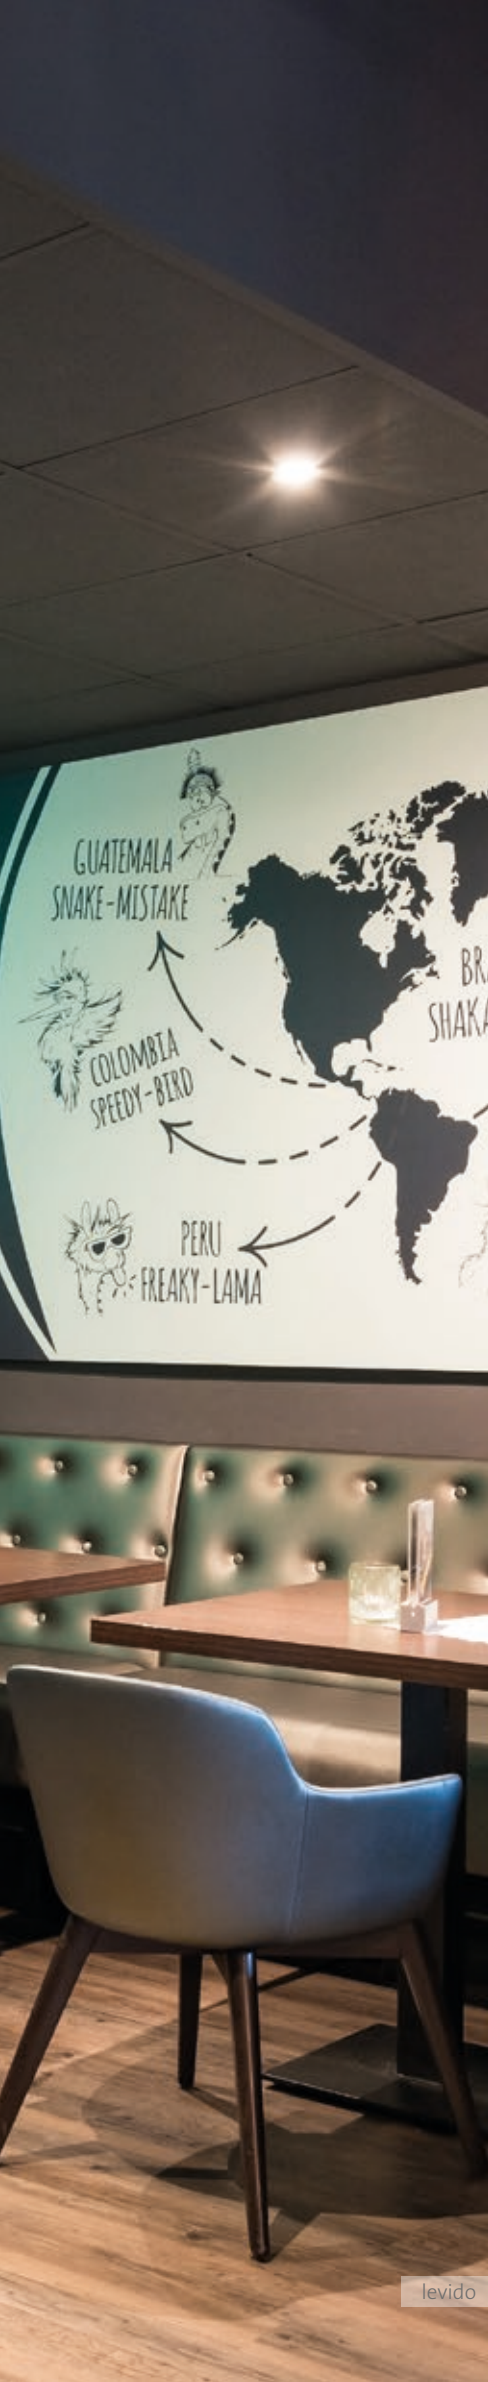 GUATEMALA
SNAKE-MISTAKE
COLOMBIA
SPEEDY-BIRD
PERU
FREAKY-LAMA
levido